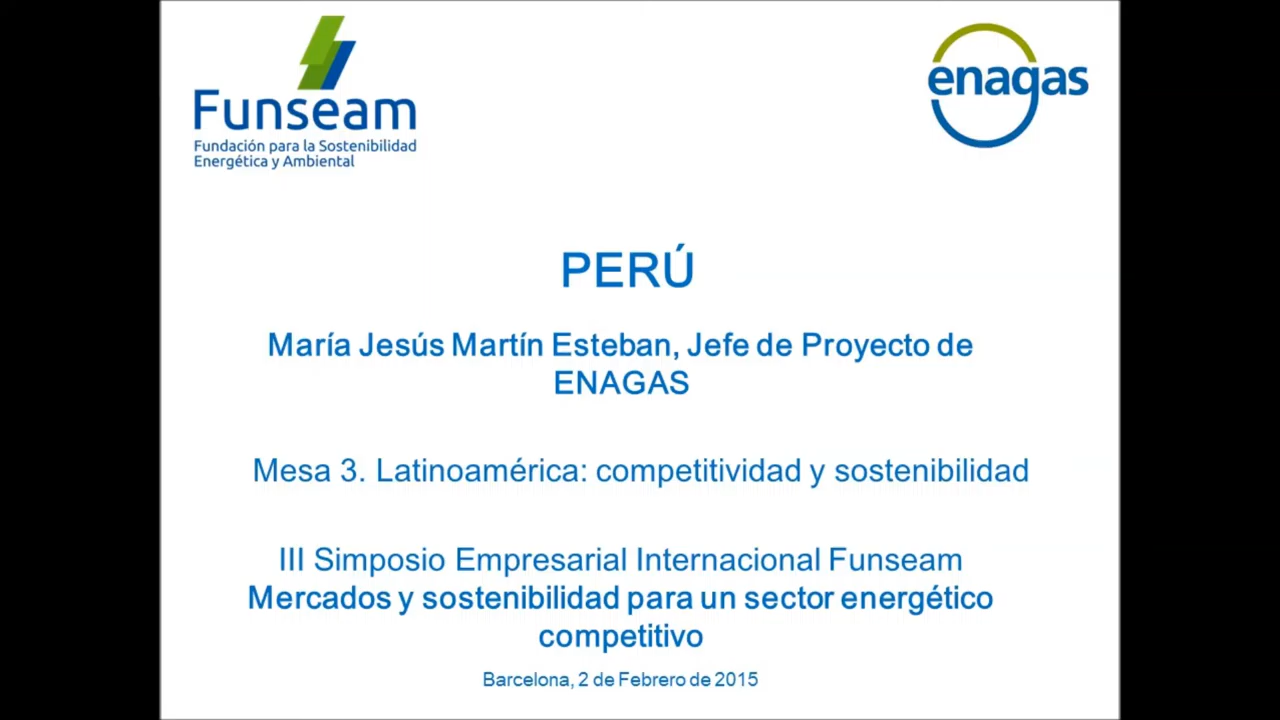 Funseam
Fundación para la Sostenibilidad
Energética y Ambiental
enagas
PERÚ
María Jesús Martín Esteban, Jefe de Proyecto de
ENAGAS
Mesa 3. Latinoamérica: competitividad y sostenibilidad
III Simposio Empresarial Internacional Funseam
Mercados y sostenibilidad para un sector energético
competitivo
Barcelona, 2 de Febrero de 2015